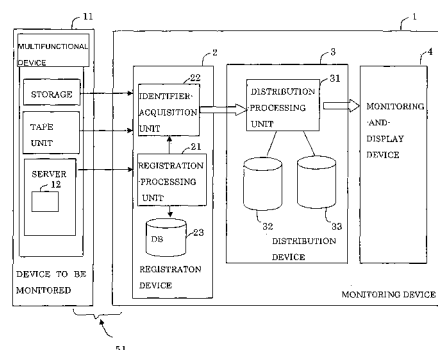 11
1
MULTIFUNCTIONAL
DEVICE
STORAGE
TAPE
UNIT
SERVER
12
DEVICE TO BE
MONITORED
2
22
IDENTIFIER-
ACQUISITION
UNIT
21
REGISTRATION
-PROCESSING
UNIT
DB
23
REGISTRATON
DEVICE
3
31
DISTRIBUTION-
PROCESSING
UNIT
32
33
DISTRIBUTION
DEVICE
4
MONITORING
-AND-
DISPLAY
DEVICE
MONITORING DEVICE
51